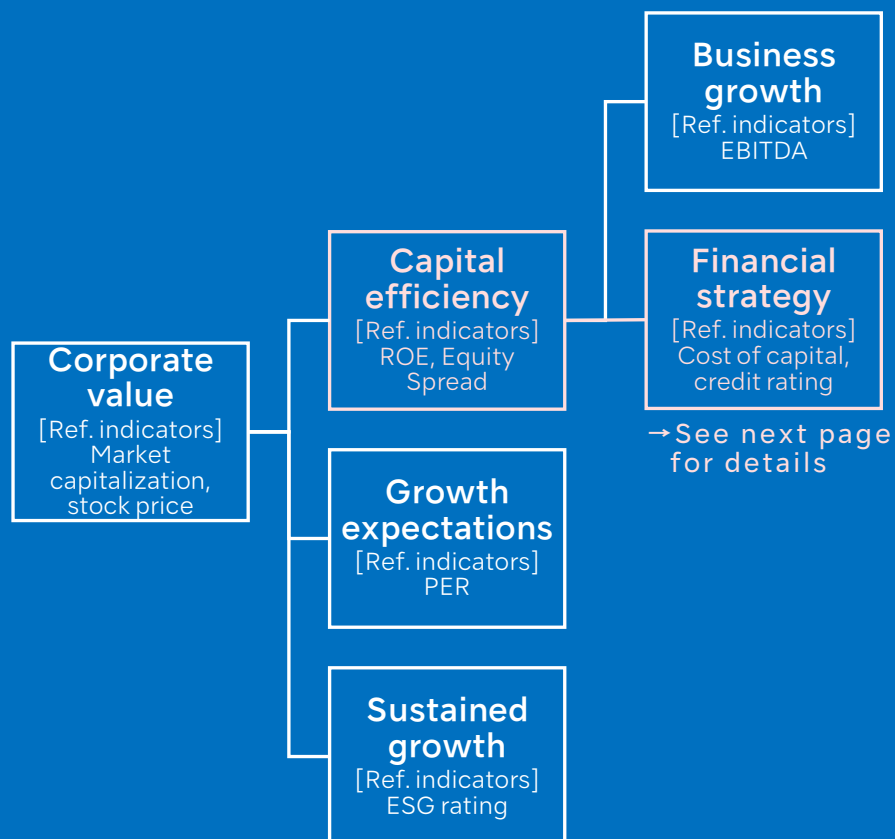 Corporate
value
[Ref. indicators]
Market
capitalization,
stock price
Capital
efficiency
[Ref. indicators]
ROE, Equity
Spread
Growth
expectations
[Ref. indicators]
PER
Sustained
growth
[Ref. indicators]
ESG rating
Business
growth
[Ref. indicators]
EBITDA
Financial
strategy
[Ref. indicators]
Cost of capital,
credit rating
→See next page
for details